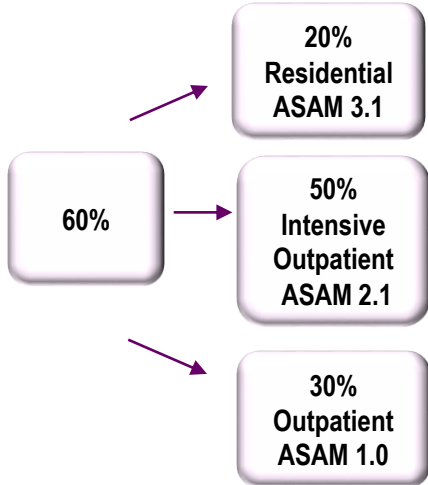 20%
Residential
ASAM 3.1
60%
50%
Intensive
Outpatient
ASAM 2.1
30%
Outpatient
ASAM 1.0